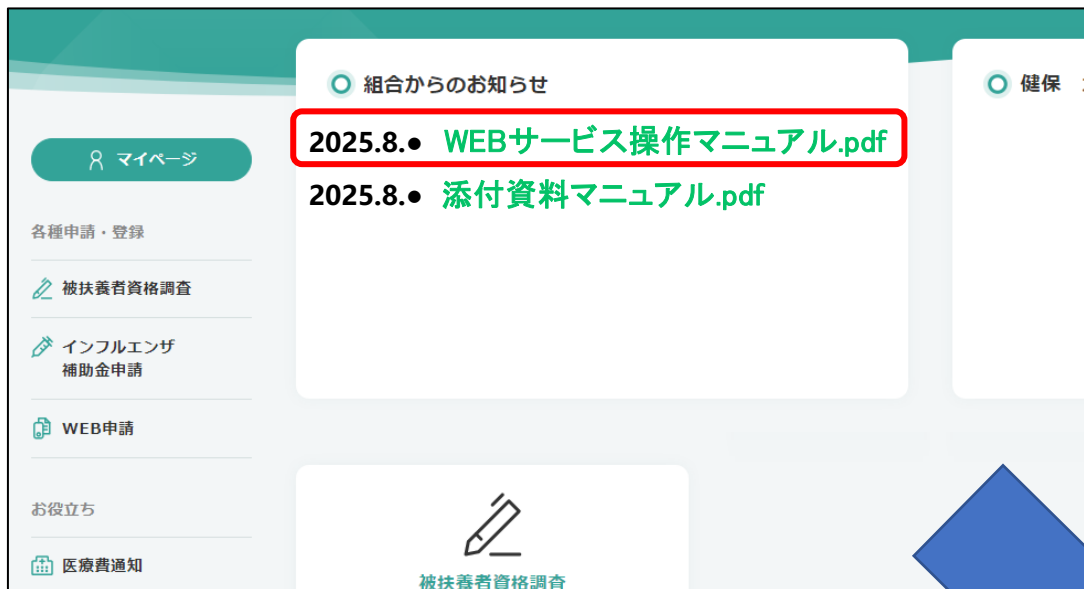 組合からのお知らせ
健保
2025.8.● WEBサービス操作マニュアル.pdf
2025.8.● 添付資料マニュアル.pdf
マイページ
各種申請・登録
被扶養者資格調査
インフルエンザ
補助金申請
WEB申請
お役立ち
医療費通知
被扶養者資格調査